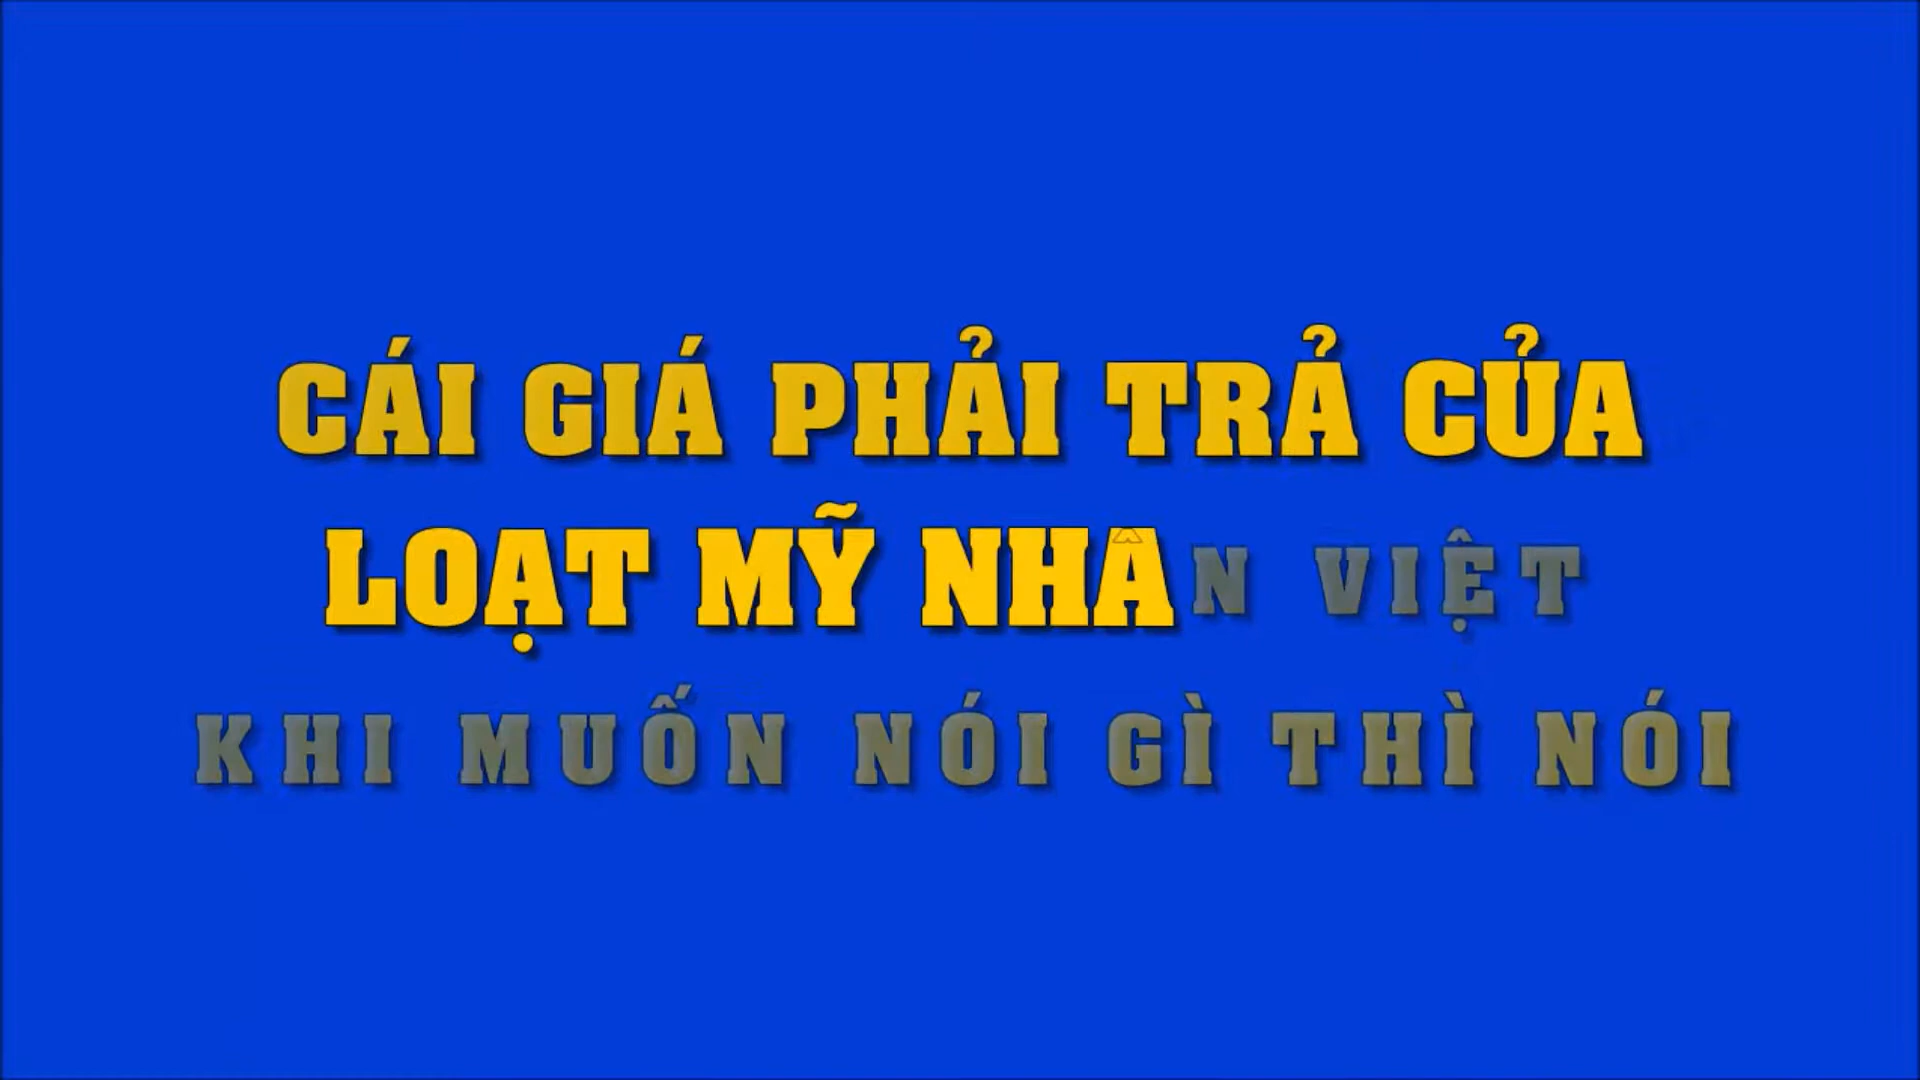 CÁI GIÁ PHẢI TRẢ CỦA
LOẠT MỸ NHÂN VIỆT
KHI MUỐN NÓI GÌ THÌ NÓI